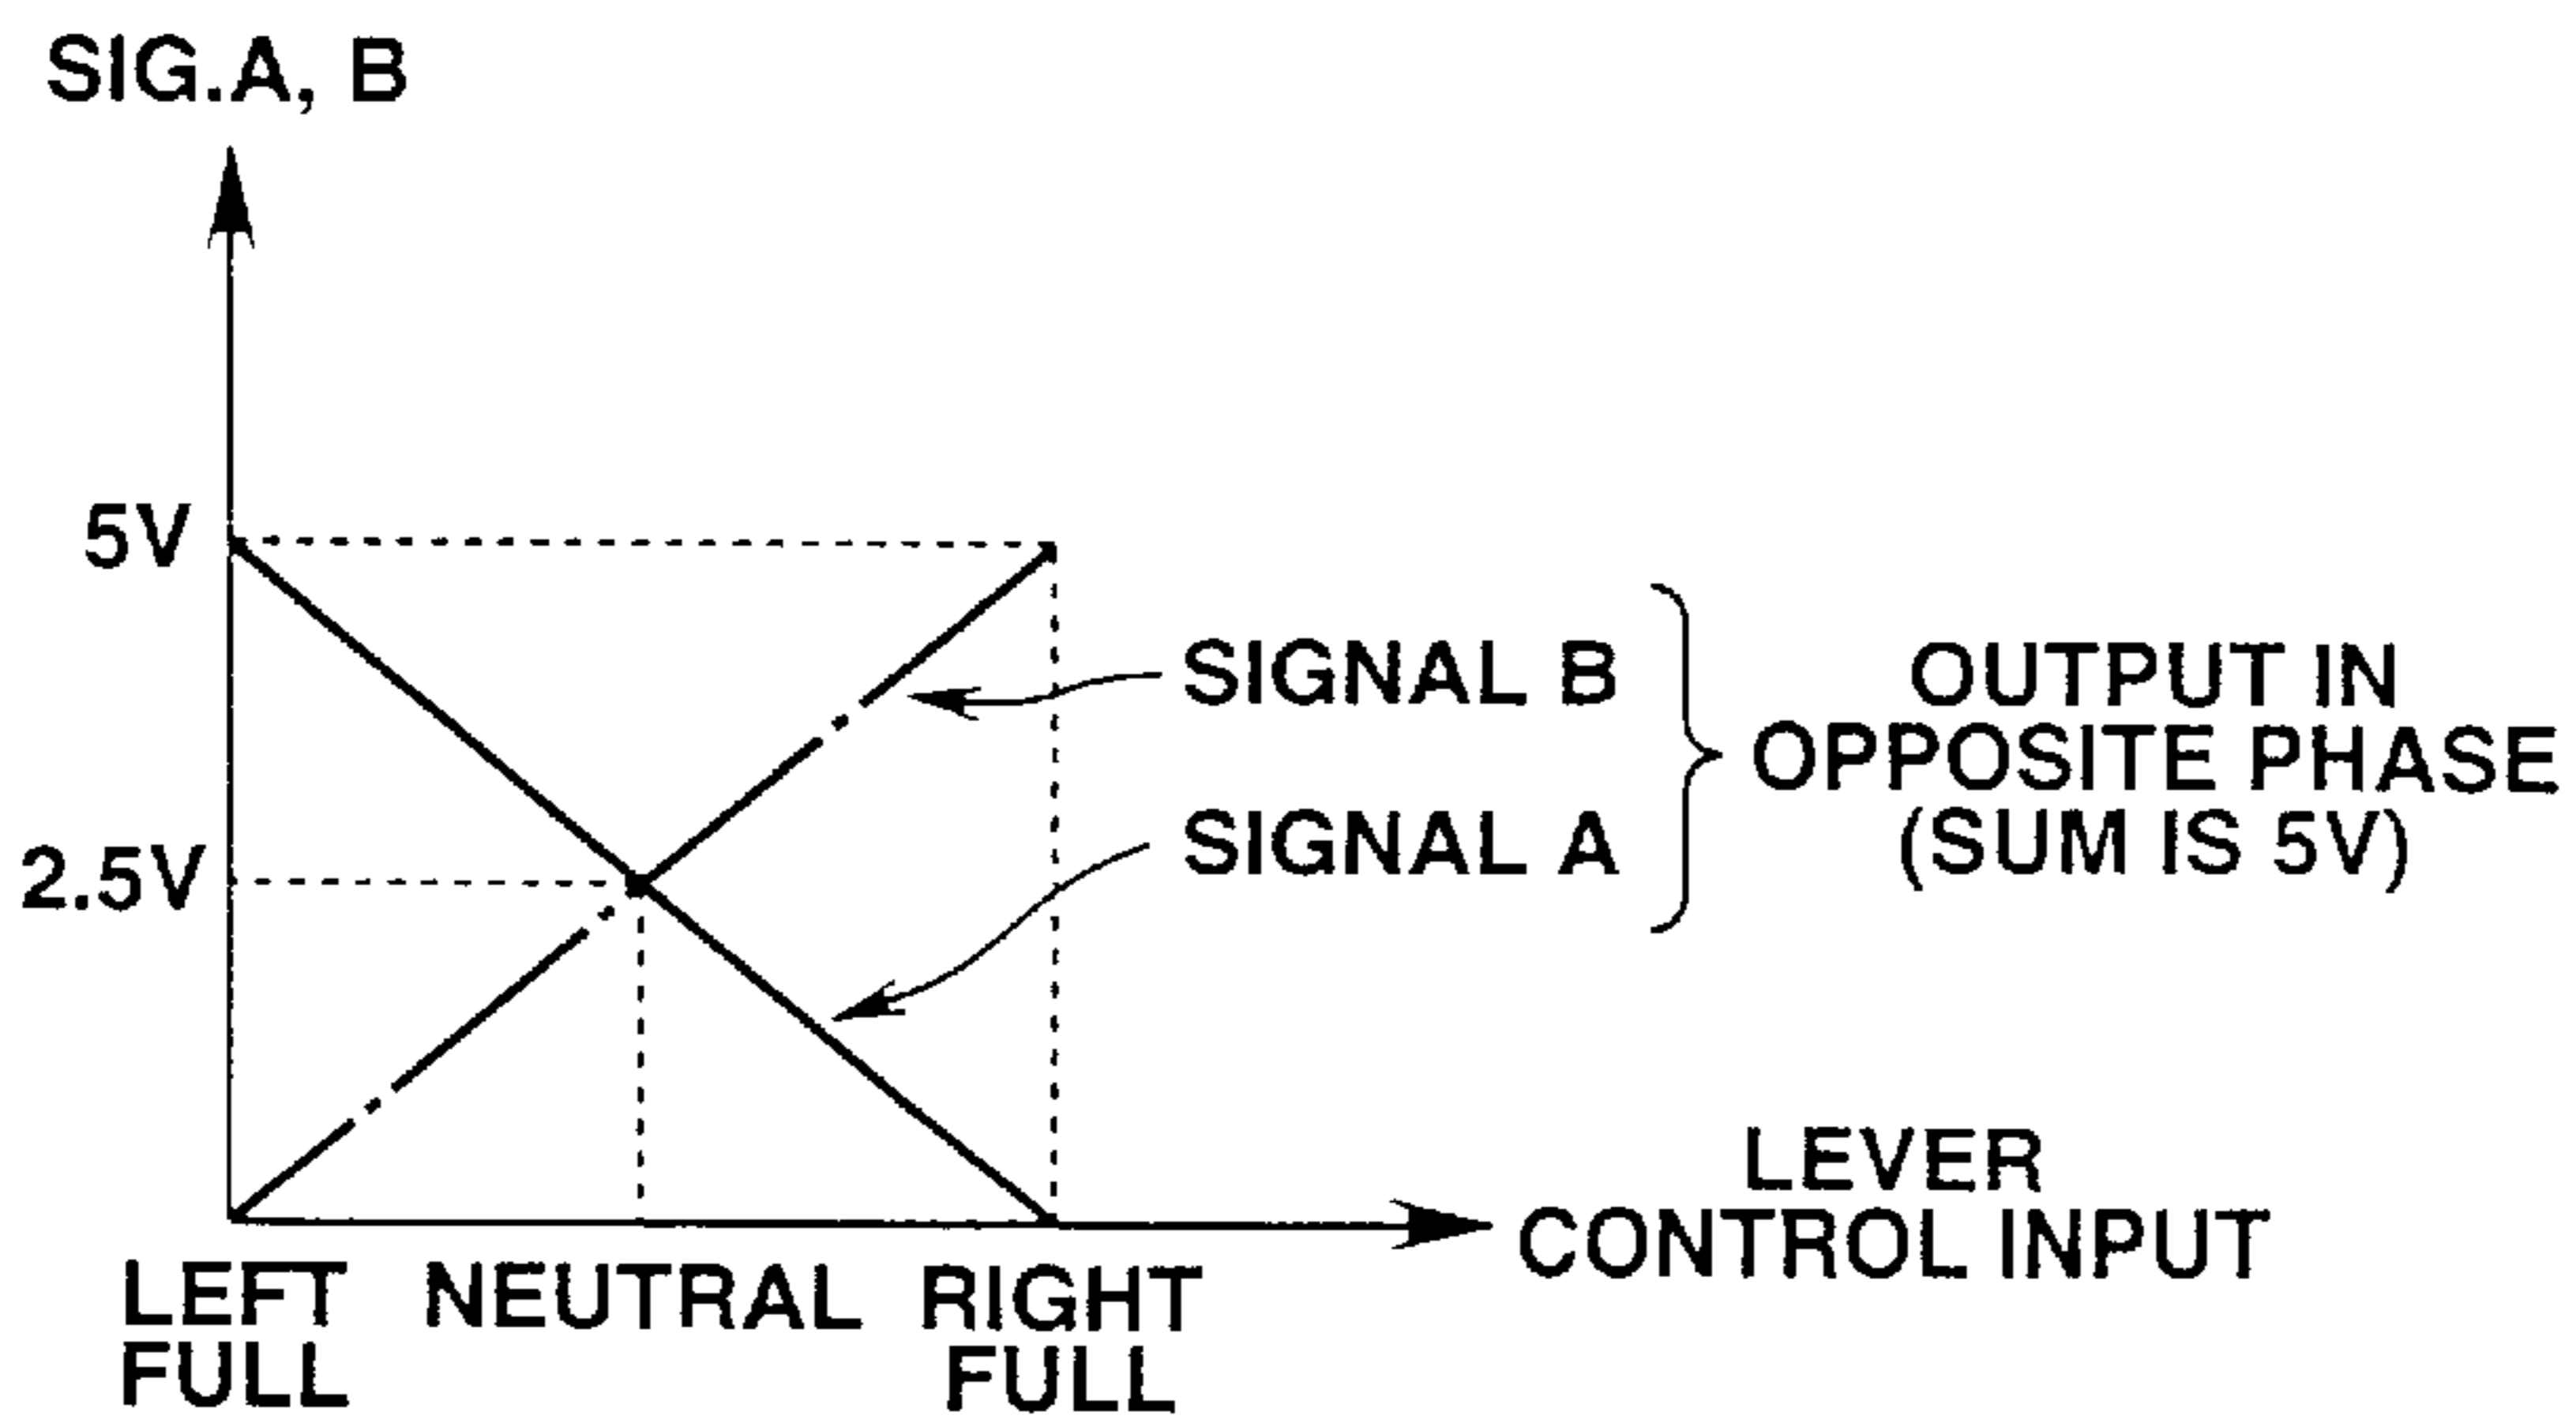 SIG.A, B
5V
2.5V
SIGNAL B
SIGNAL A
OUTPUT IN
OPPOSITE PHASE
(SUM IS 5V)
LEVER
CONTROL INPUT
LEFT
FULL
NEUTRAL
RIGHT
FULL